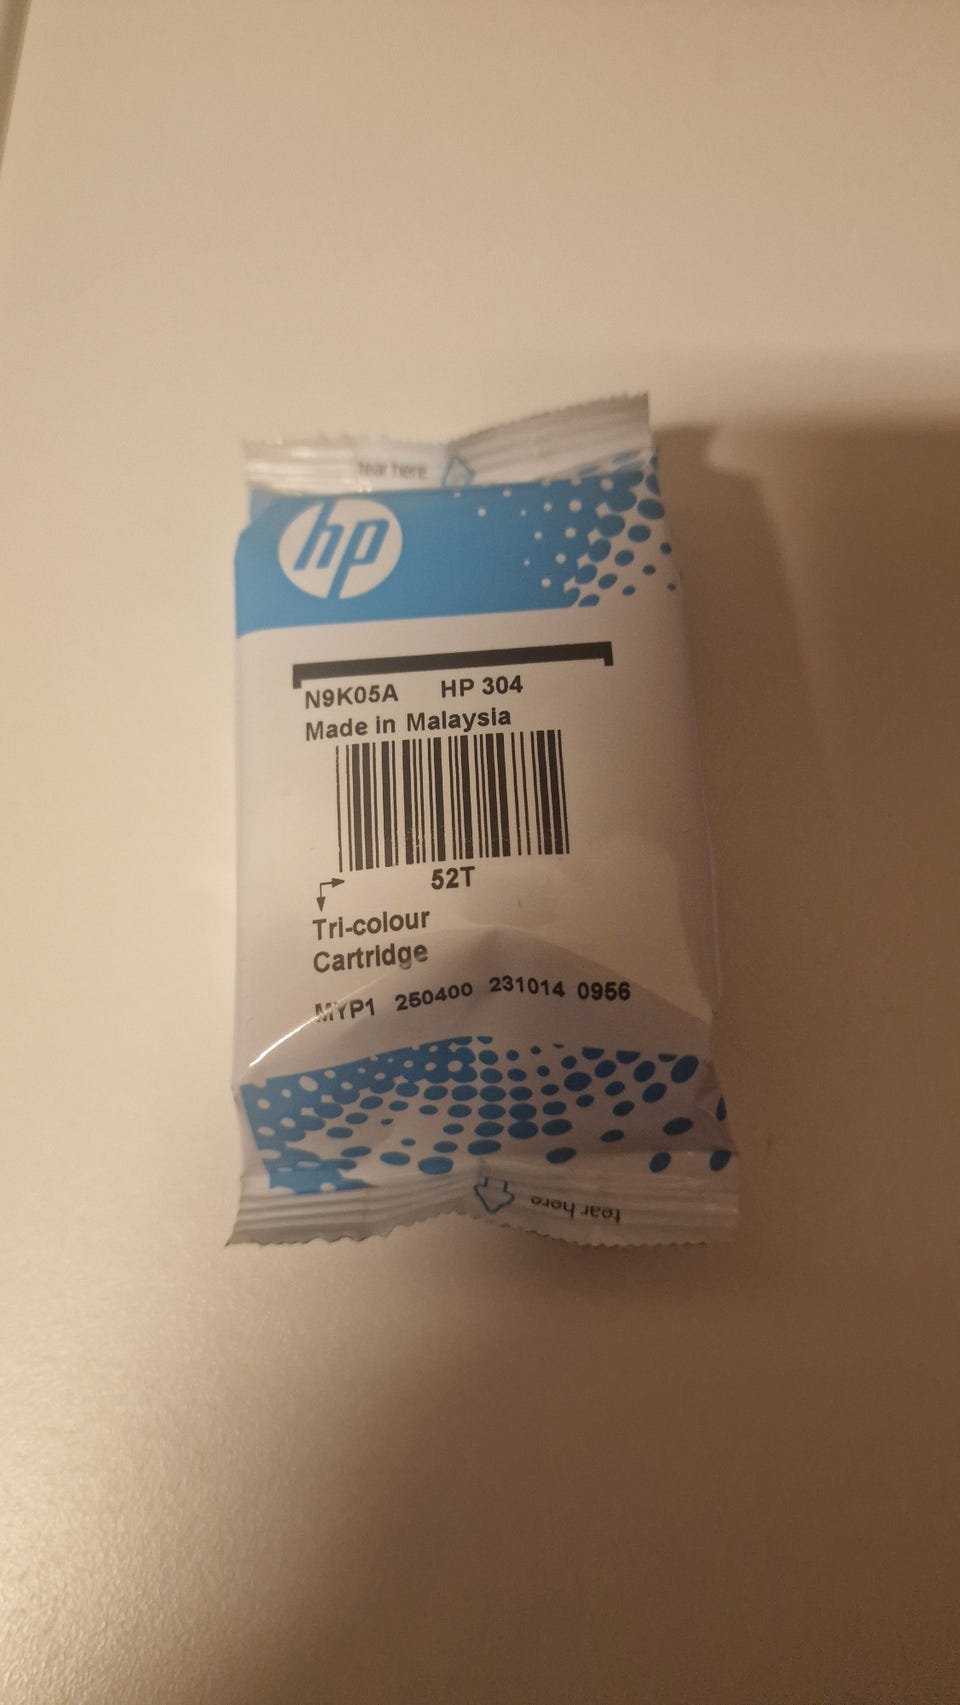 tear here
hp
N9K05A HP 304
Made in Malaysia
52T
Tri-colour
Cartridge
MYP1 250400 231014 0956
tear here